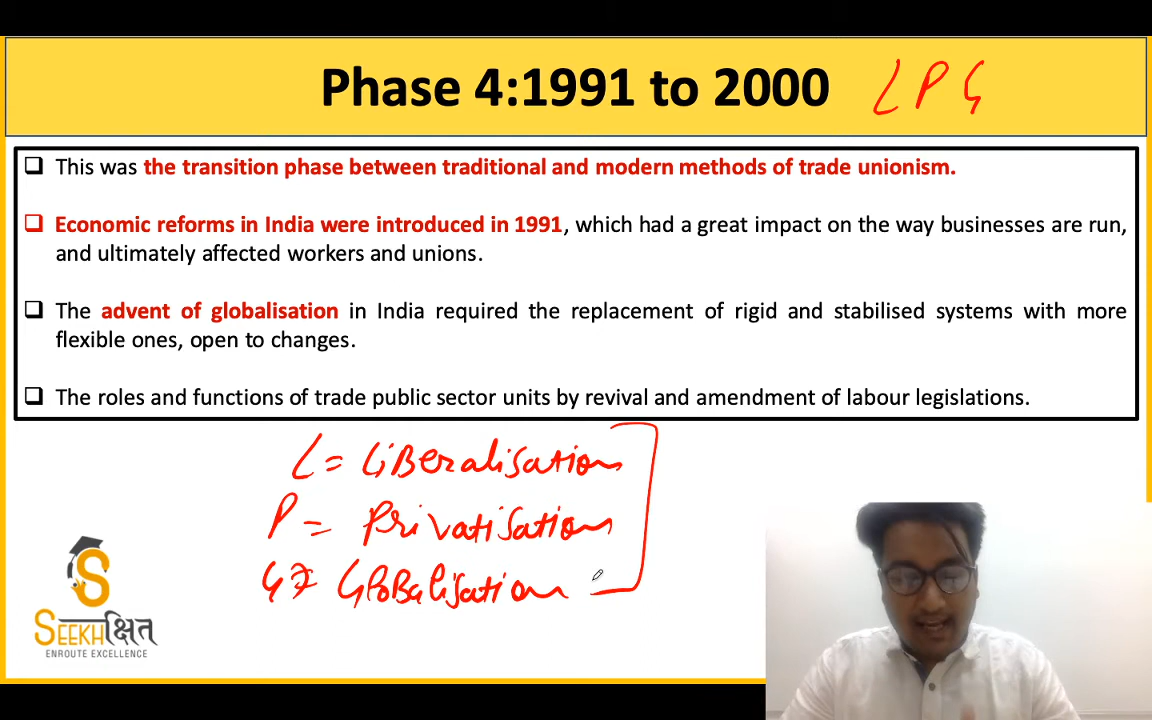 Phase 4:1991 to 2000 L P G
This was the transition phase between traditional and modern methods of trade unionism.
Economic reforms in India were introduced in 1991, which had a great impact on the way businesses are run,
and ultimately affected workers and unions.
The advent of globalisation in India required the replacement of rigid and stabilised systems with more
flexible ones, open to changes.
The roles and functions of trade public sector units by revival and amendment of labour legislations.
L = LiBeralisation
P = Privatisation
G = GloBalisation
SEEKHक्षित
ENROUTE EXCELLENCE